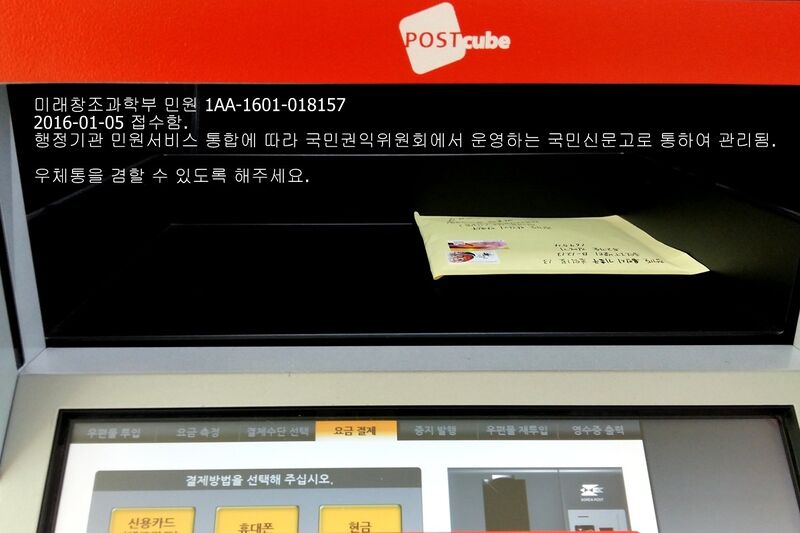 POSTcube
미래창조과학부 민원 1AA-1601-018157
2016-01-05 접수함.
행정기관 민원서비스 통합에 따라 국민권익위원회에서 운영하는 국민신문고로 통하여 관리됨.
우체통을 겸할 수 있도록 해주세요.
우편물 투입 요금 측정 결제수단 선택 요금 결제 증지 발행 우편물 재투입 영수증 출력
결제방법을 선택해 주십시오.
신용카드 휴대폰 현금
KOREA POST